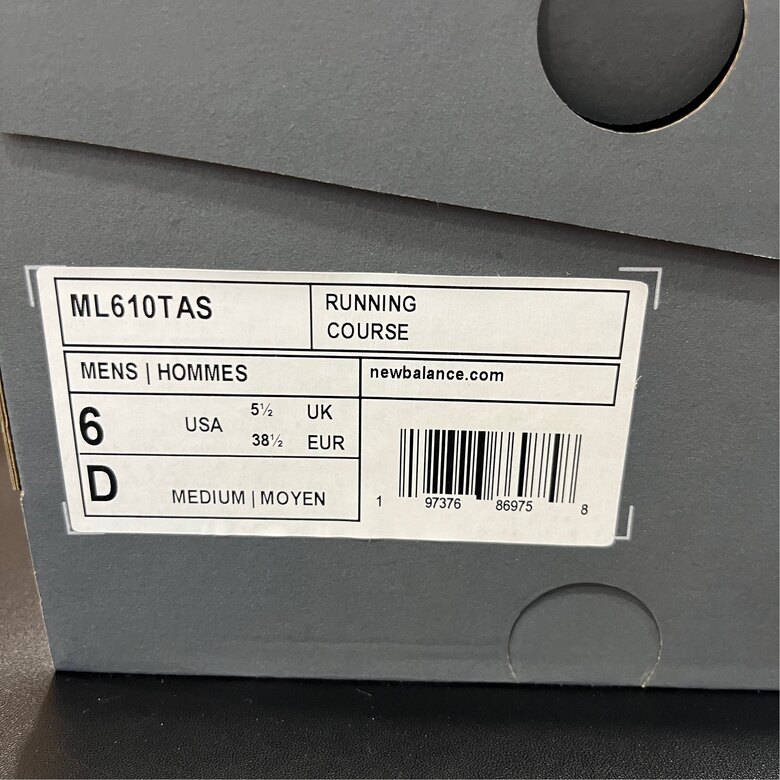 ML610TAS
RUNNING
COURSE
MENS | HOMMES
newbalance.com
6 USA 5½ UK
38½ EUR
D MEDIUM | MOYEN
1 97376 86975 8